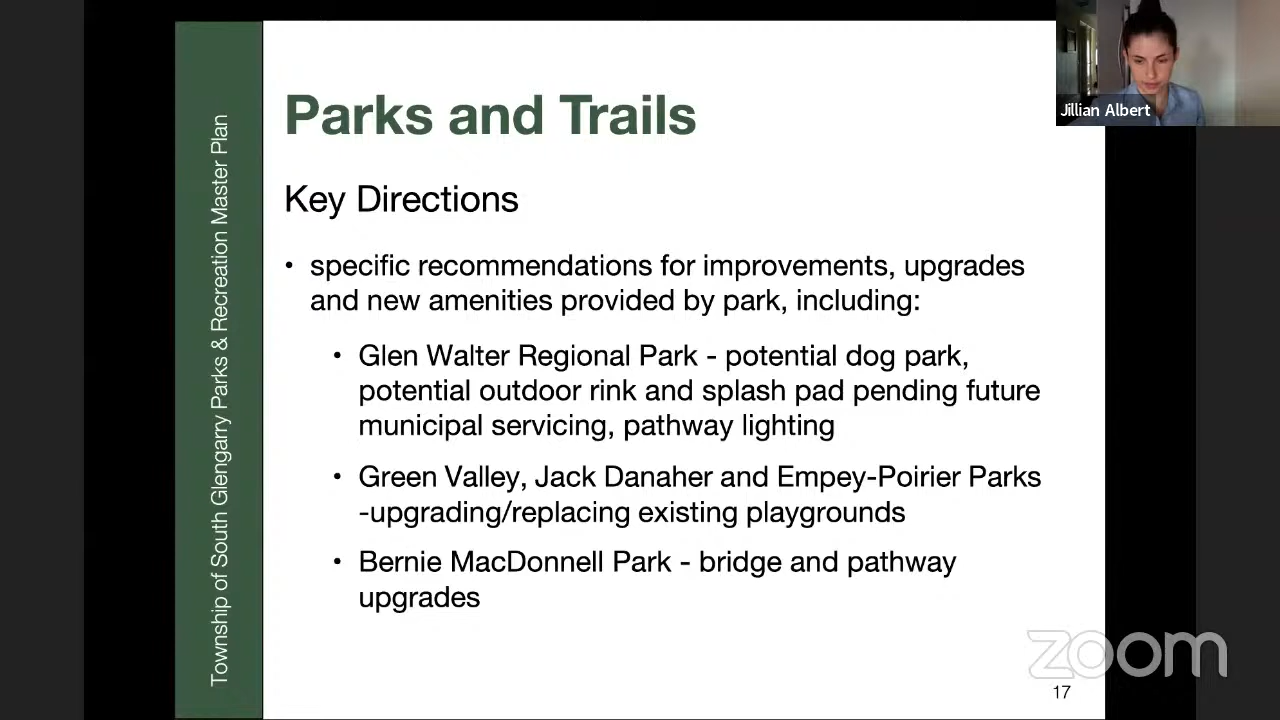 Township of South Glengarry Parks & Recreation Master Plan
Parks and Trails
Jillian Albert
Key Directions
• specific recommendations for improvements, upgrades
and new amenities provided by park, including:
• Glen Walter Regional Park - potential dog park,
potential outdoor rink and splash pad pending future
municipal servicing, pathway lighting
• Green Valley, Jack Danaher and Empey-Poirier Parks
-upgrading/replacing existing playgrounds
• Bernie MacDonnell Park - bridge and pathway
upgrades
zoom
17